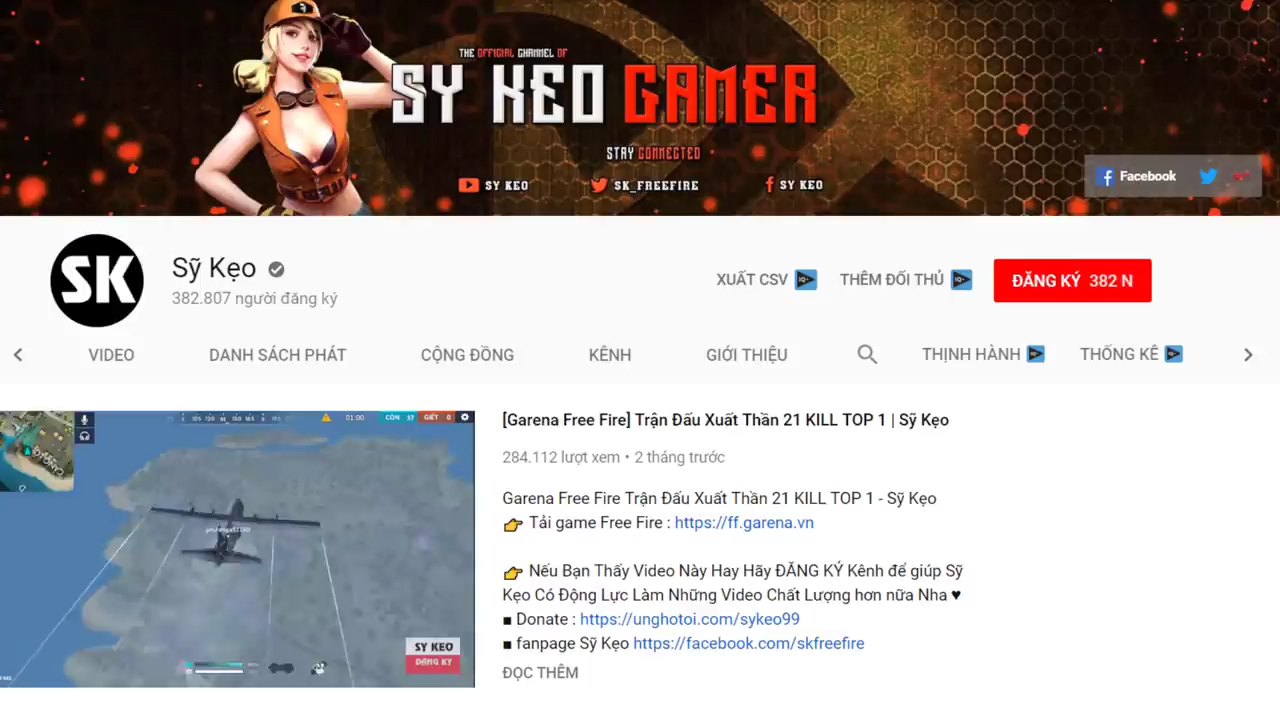 THE OFFICIAL CHANNEL OF
SY KEO GAMER
STAY CONNECTED
SY KEO
SK_FREEFIRE
SY KEO
Facebook
SK
Sỹ Kẹo
382.807 người đăng ký
XUẤT CSV
THÊM ĐỐI THỦ
ĐĂNG KÝ 382 N
VIDEO
DANH SÁCH PHÁT
CỘNG ĐỒNG
KÊNH
GIỚI THIỆU
THỊNH HÀNH
THỐNG KÊ
01:00
CÒN 37
GIẾT 0
SY KEO
ĐĂNG KÝ
[Garena Free Fire] Trận Đấu Xuất Thần 21 KILL TOP 1 | Sỹ Kẹo
284.112 lượt xem • 2 tháng trước
Garena Free Fire Trận Đấu Xuất Thần 21 KILL TOP 1 - Sỹ Kẹo
👉 Tải game Free Fire : https://ff.garena.vn
👉 Nếu Bạn Thấy Video Này Hay Hãy ĐĂNG KÝ Kênh để giúp Sỹ
Kẹo Có Động Lực Làm Những Video Chất Lượng hơn nữa Nha ♥
■ Donate : https://unghotoi.com/sykeo99
■ fanpage Sỹ Kẹo https://facebook.com/skfreefire
ĐỌC THÊM